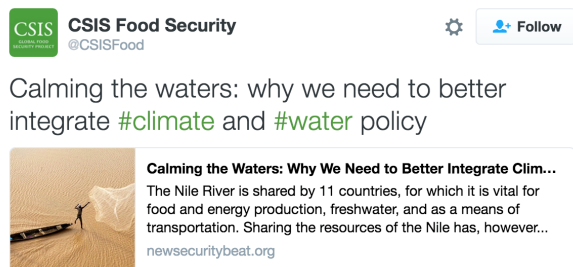 CSIS
GLOBAL FOOD
SECURITY PROJECT
CSIS Food Security
@CSISFood
Follow
Calming the waters: why we need to better
integrate #climate and #water policy
Calming the Waters: Why We Need to Better Integrate Clim...
The Nile River is shared by 11 countries, for which it is vital for
food and energy production, freshwater, and as a means of
transportation. Sharing the resources of the Nile has, however...
newsecuritybeat.org